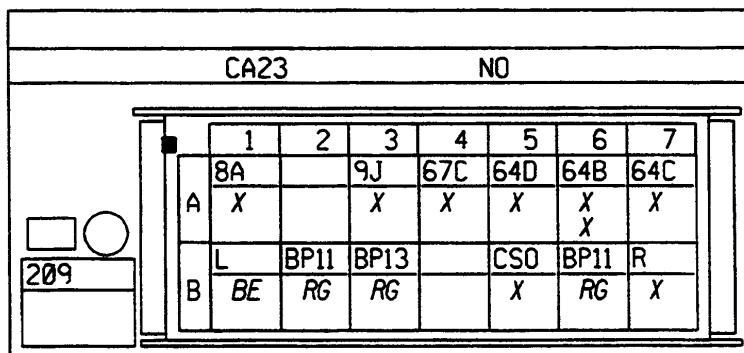 CA23 NO
1 2 3 4 5 6 7
8A 9J 67C 64D 64B 64C
A X X X X X X
X
209
L BP11 BP13 CSO BP11 R
B BE RG RG X RG X